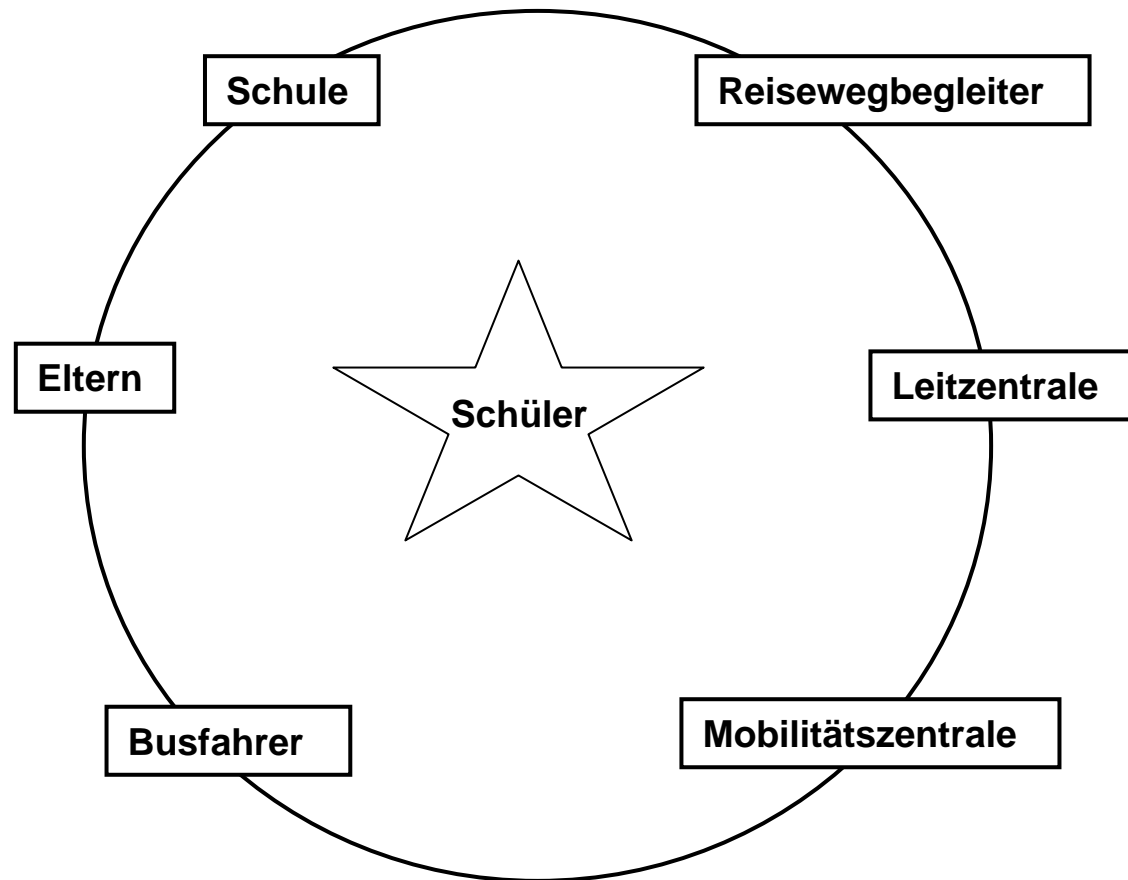 Schule
Reisewegbegleiter
Eltern
Schüler
Leitzentrale
Busfahrer
Mobilitätszentrale